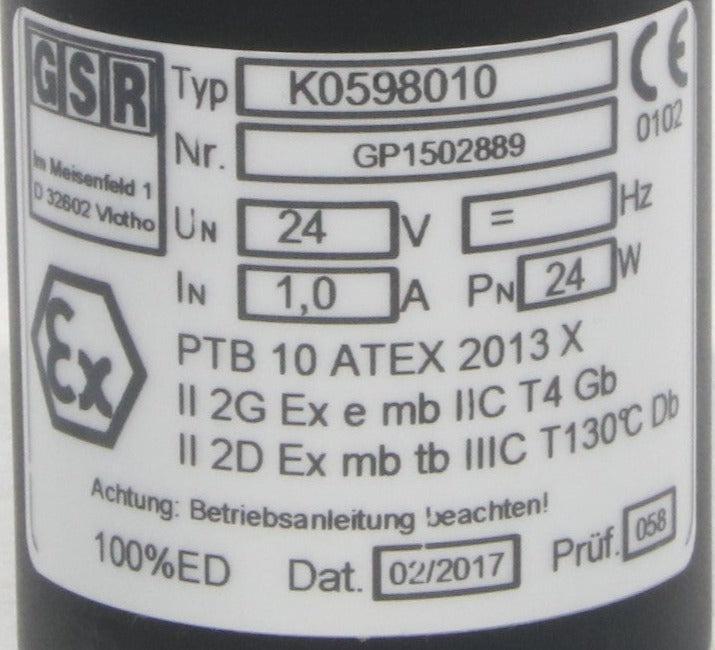 GSR
Im Meisenfeld 1
D 32602 Vlotho
Typ K0598010
CE 0102
Nr. GP1502889
UN 24 V = Hz
IN 1,0 A PN 24 W
Ex
PTB 10 ATEX 2013 X
II 2G Ex e mb IIC T4 Gb
II 2D Ex mb tb IIIC T130℃ Db
Achtung: Betriebsanleitung beachten!
100%ED Dat. 02/2017 Prüf. 058